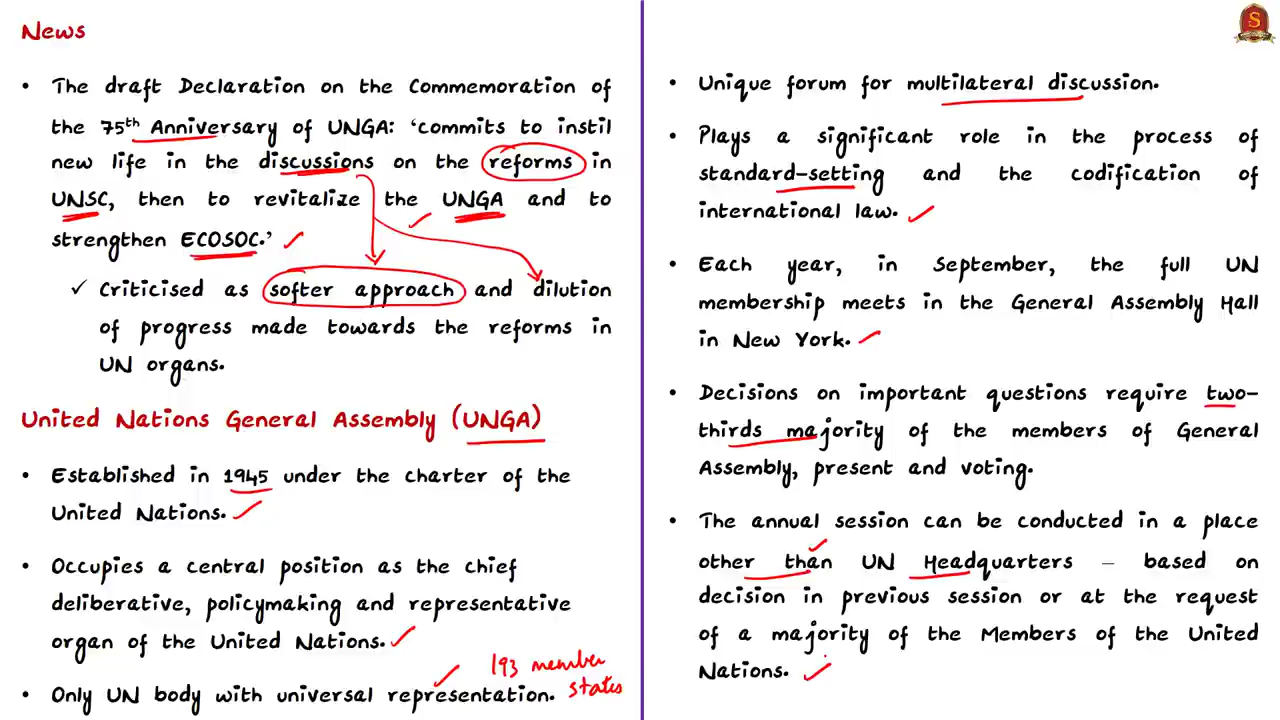 News
• The draft Declaration on the Commemoration of
the 75th Anniversary of UNGA: ‘commits to instil
new life in the discussions on the reforms in
UNSC, then to revitalize the UNGA and to
strengthen ECOSOC.’
✓ Criticised as softer approach and dilution
of progress made towards the reforms in
UN organs.
United Nations General Assembly (UNGA)
• Established in 1945 under the charter of the
United Nations.
• Occupies a central position as the chief
deliberative, policymaking and representative
organ of the United Nations.
• Only UN body with universal representation.
193 member
states
• Unique forum for multilateral discussion.
• Plays a significant role in the process of
standard-setting and the codification of
international law.
• Each year, in September, the full UN
membership meets in the General Assembly Hall
in New York.
• Decisions on important questions require two-
thirds majority of the members of General
Assembly, present and voting.
• The annual session can be conducted in a place
other than UN Headquarters – based on
decision in previous session or at the request
of a majority of the Members of the United
Nations.
S